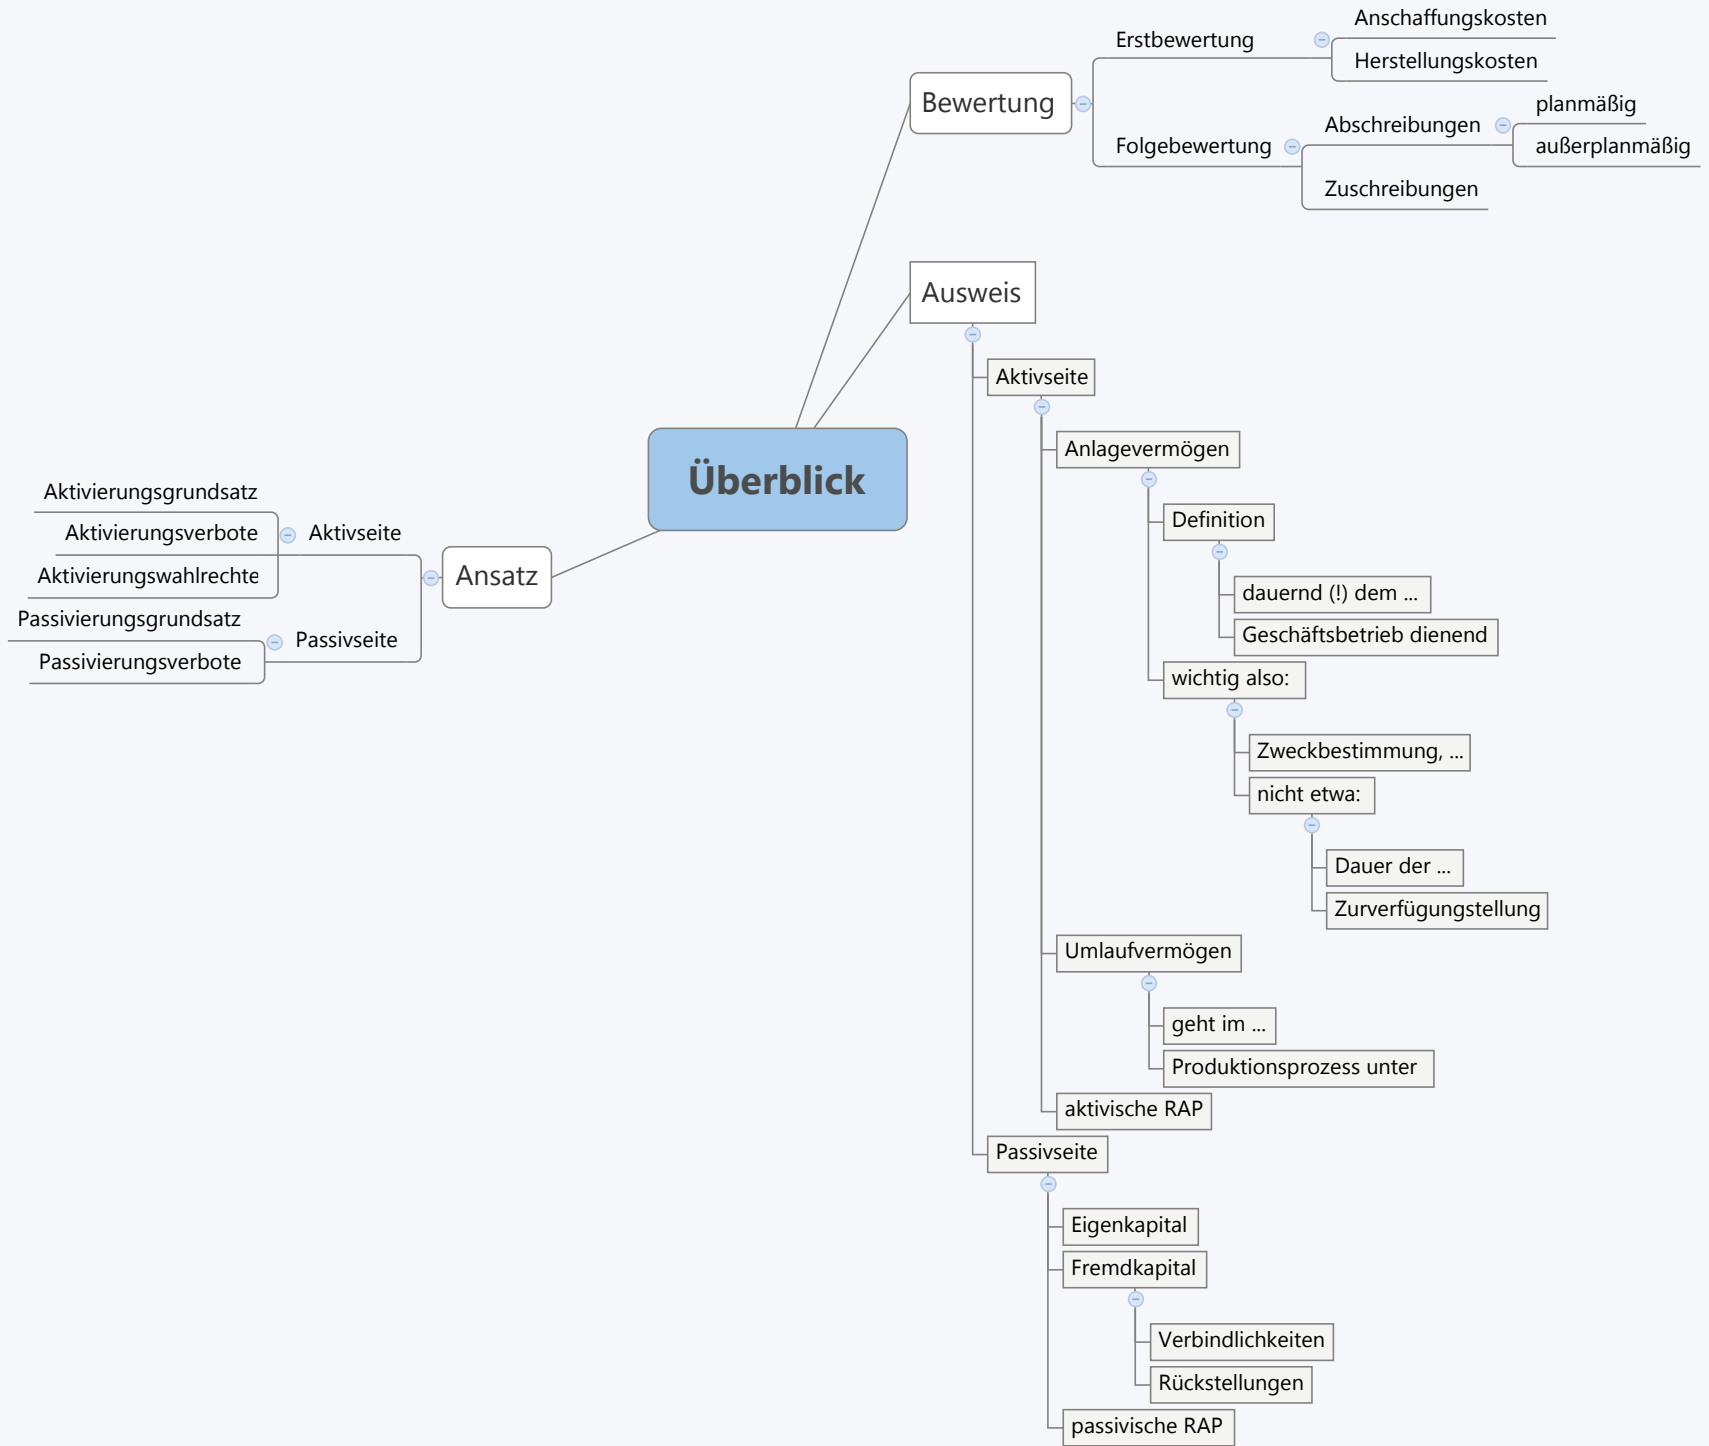 Überblick
Bewertung
Erstbewertung
Anschaffungskosten
Herstellungskosten
Folgebewertung
Abschreibungen
planmäßig
außerplanmäßig
Zuschreibungen
Ausweis
Aktivseite
Anlagevermögen
Definition
dauernd (!) dem ...
Geschäftsbetrieb dienend
wichtig also:
Zweckbestimmung, ...
nicht etwa:
Dauer der ...
Zurverfügungstellung
Umlaufvermögen
geht im ...
Produktionsprozess unter
aktivische RAP
Passivseite
Eigenkapital
Fremdkapital
Verbindlichkeiten
Rückstellungen
passivische RAP
Ansatz
Aktivseite
Aktivierungsgrundsatz
Aktivierungsverbote
Aktivierungswahlrechte
Passivseite
Passivierungsgrundsatz
Passivierungsverbote